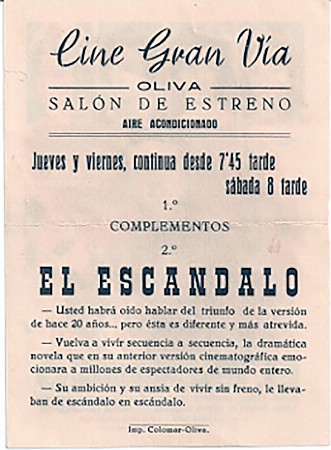 Cine Gran Vía
OLIVA
SALÓN DE ESTRENO
AIRE ACONDICIONADO
Jueves y viernes, continua desde 7'45 tarde
sábada 8 tarde
1.º
COMPLEMENTOS
2.º
EL ESCANDALO
— Usted habrá oido hablar del triunfo de la versión
de hace 20 años... pero ésta es diferente y más atrevida.
— Vuelva a vivir secuencia a secuencia, la dramática
novela que en su anterior versión cinematográfica emo-
cionara a millones de espectadores de mundo entero.
— Su ambición y su ansia de vivir sin freno, le lleva-
ban de escándalo en escándalo.
Imp. Colomar-Oliva.